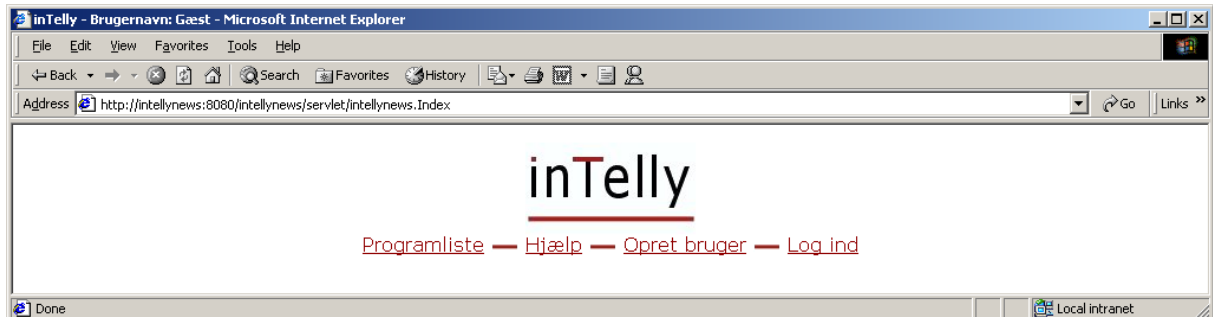 inTelly - Brugernavn: Gæst - Microsoft Internet Explorer
File Edit View Favorites Tools Help
Back Search Favorites History
Address http://intellynews:8080/intellynews/servlet/intellynews.Index Go Links »
inTelly
Programliste — Hjælp — Opret bruger — Log ind
Done Local intranet